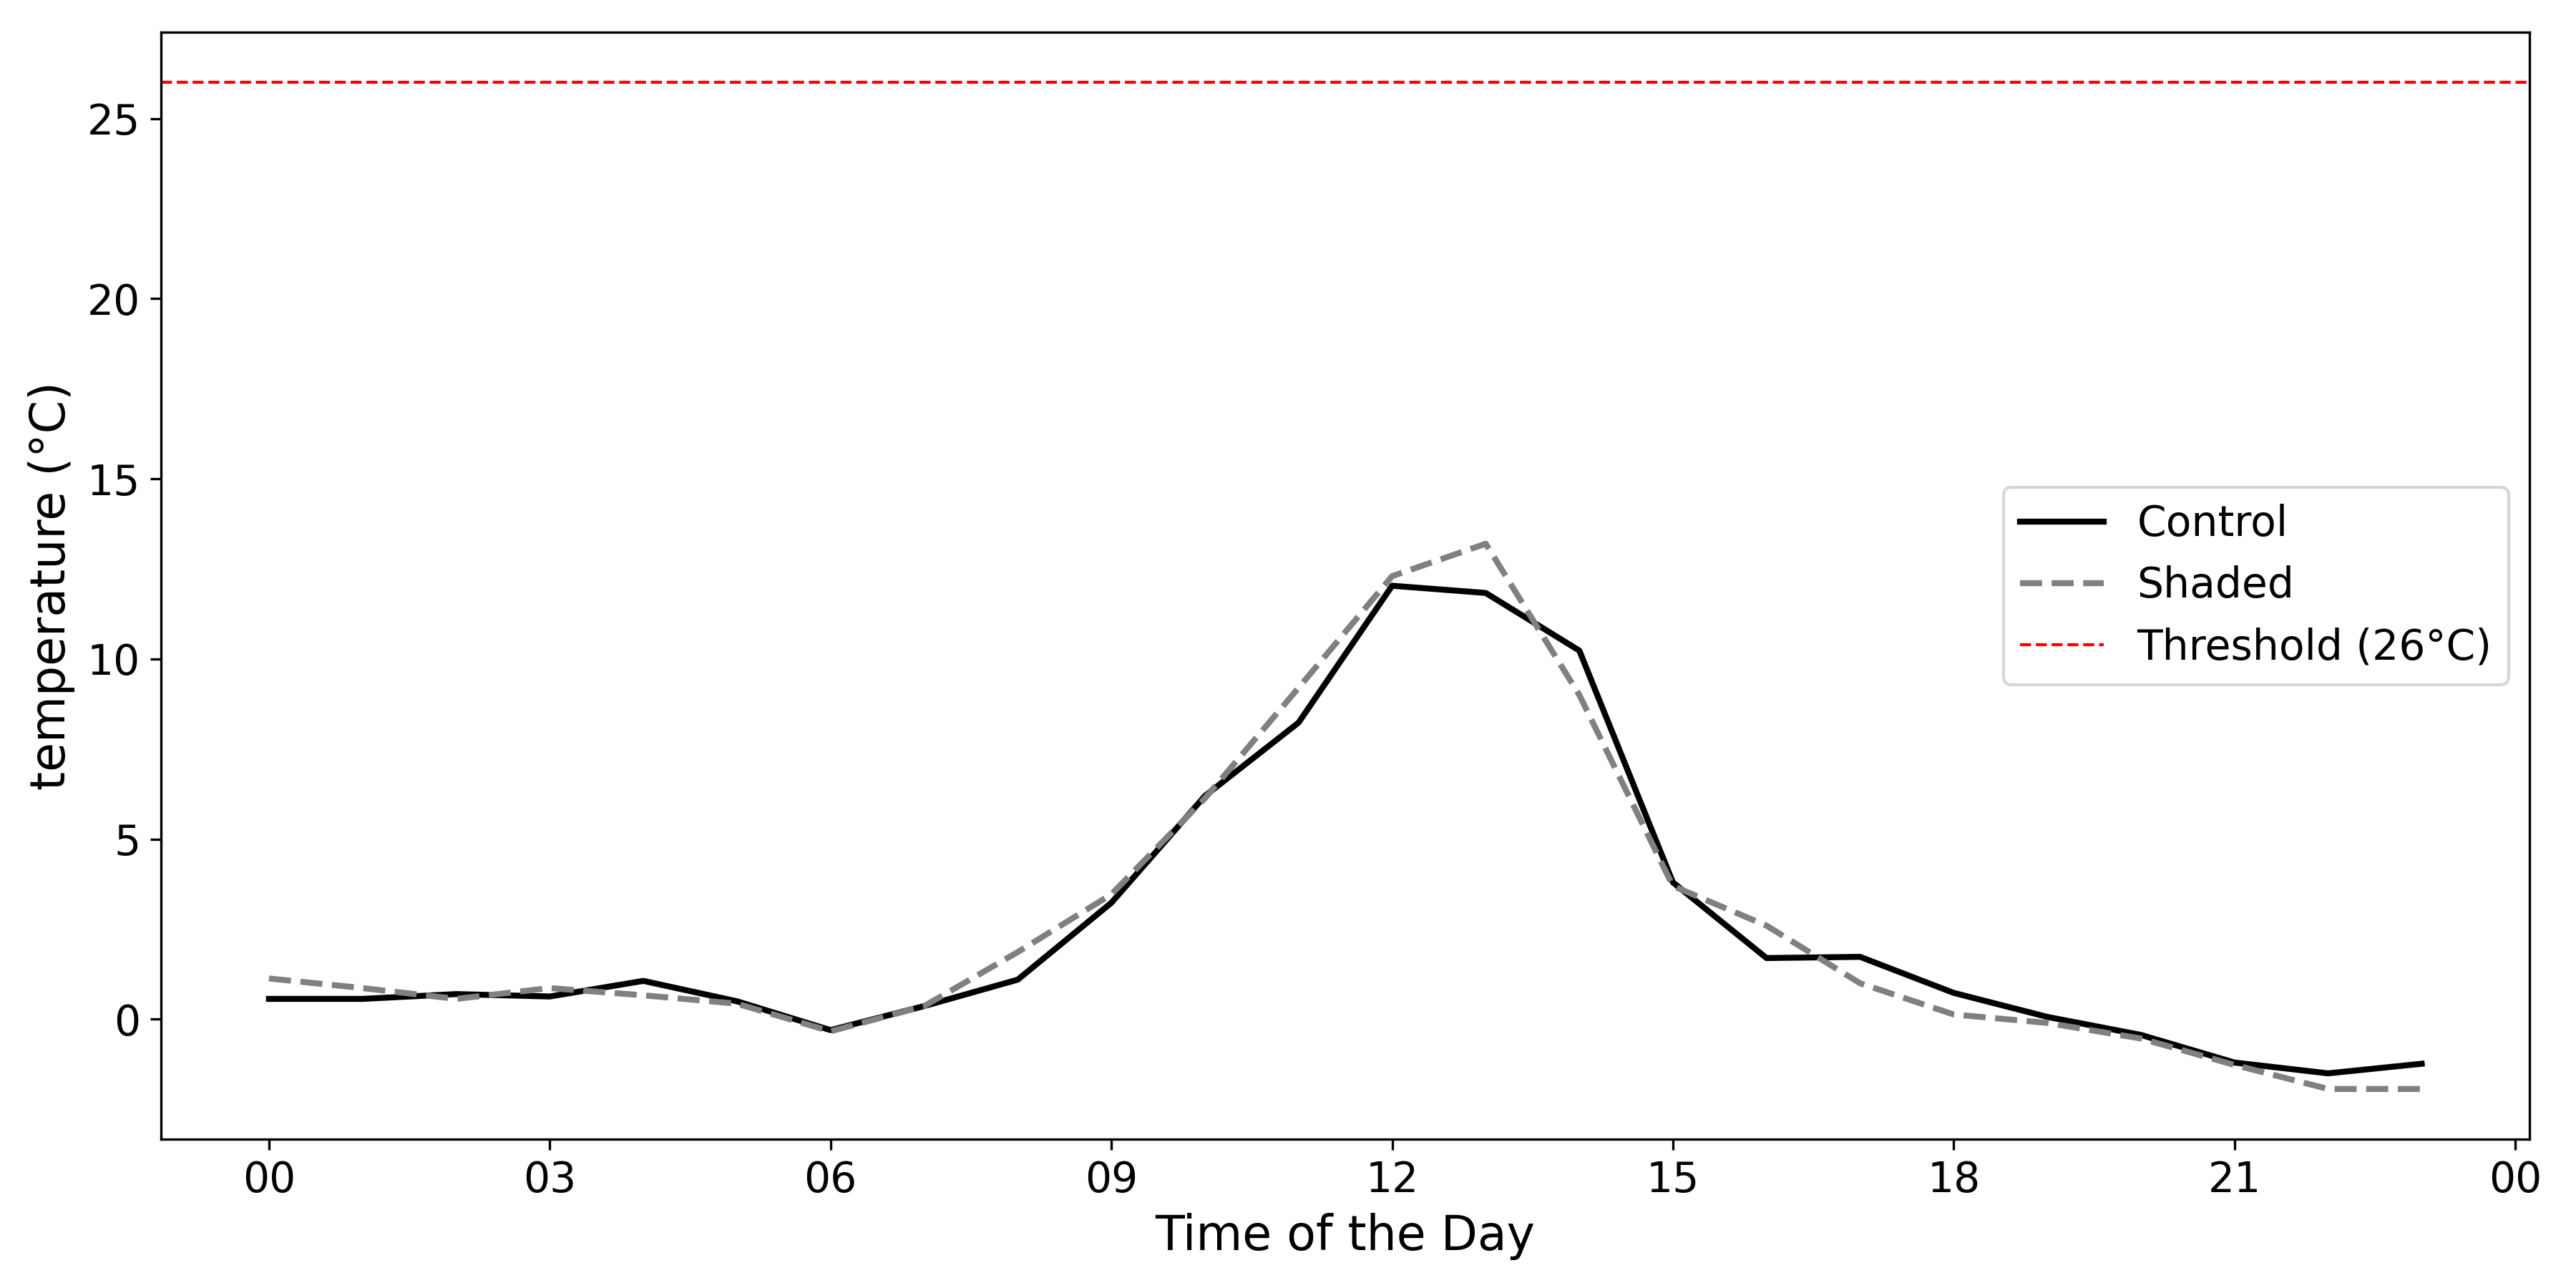 25
20
15
10
5
0
temperature (°C)
Control
Shaded
Threshold (26°C)
00 03 06 09 12 15 18 21 00
Time of the Day